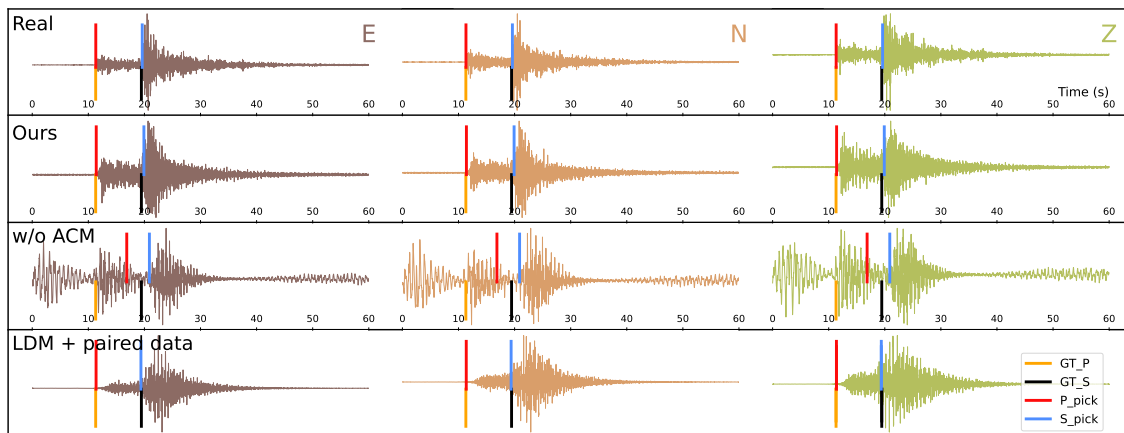 Real
E
N
Z
Time (s)
0 10 20 30 40 50 60
0 10 20 30 40 50 60
0 10 20 30 40 50 60
Ours
0 10 20 30 40 50 60
0 10 20 30 40 50 60
0 10 20 30 40 50 60
w/o ACM
0 10 20 30 40 50 60
0 10 20 30 40 50 60
0 10 20 30 40 50 60
LDM + paired data
GT_P
GT_S
P_pick
S_pick